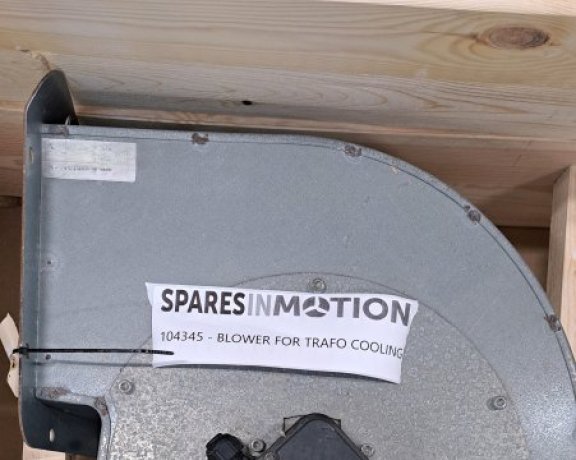 SPARESINMOTION
104345 - BLOWER FOR TRAFO COOLING